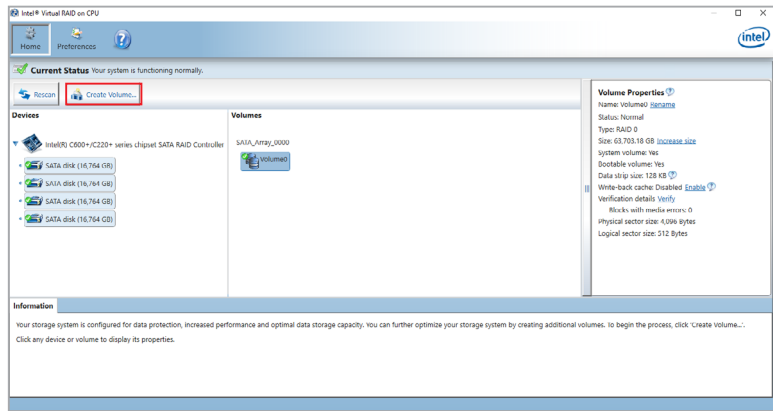 Intel® Virtual RAID on CPU
Home
Preferences
?
intel
Current Status Your system is functioning normally.
Rescan
Create Volume...
Devices
Intel(R) C600+/C220+ series chipset SATA RAID Controller
SATA disk (16,764 GB)
SATA disk (16,764 GB)
SATA disk (16,764 GB)
SATA disk (16,764 GB)
Volumes
SATA_Array_0000
Volume0
Volume Properties ?
Name: Volume0 Rename
Status: Normal
Type: RAID 0
Size: 63,703.18 GB Increase size
System volume: Yes
Bootable volume: Yes
Data strip size: 128 KB ?
Write-back cache: Disabled Enable ?
Verification details Verify
Blocks with media errors: 0
Physical sector size: 4,096 Bytes
Logical sector size: 512 Bytes
Information
Your storage system is configured for data protection, increased performance and optimal data storage capacity. You can further optimize your storage system by creating additional volumes. To begin the process, click 'Create Volume...'.
Click any device or volume to display its properties.